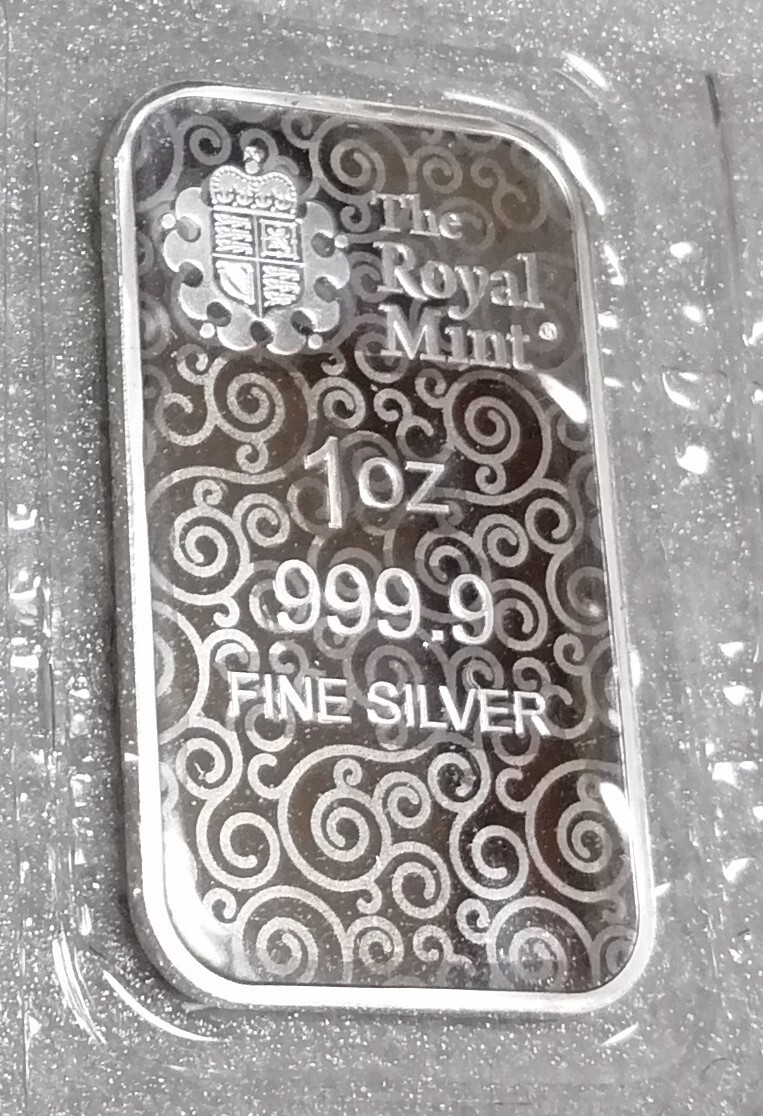 The
Royal
Mint®
1oz
999.9
FINE SILVER